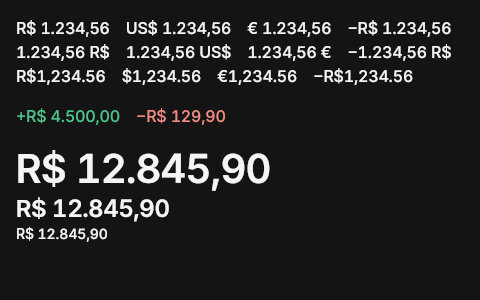 R$ 1.234,56 US$ 1.234,56 € 1.234,56 −R$ 1.234,56
1.234,56 R$ 1.234,56 US$ 1.234,56 € −1.234,56 R$
R$1,234.56 $1,234.56 €1,234.56 −R$1,234.56
+R$ 4.500,00 −R$ 129,90
R$ 12.845,90
R$ 12.845,90
R$ 12.845,90